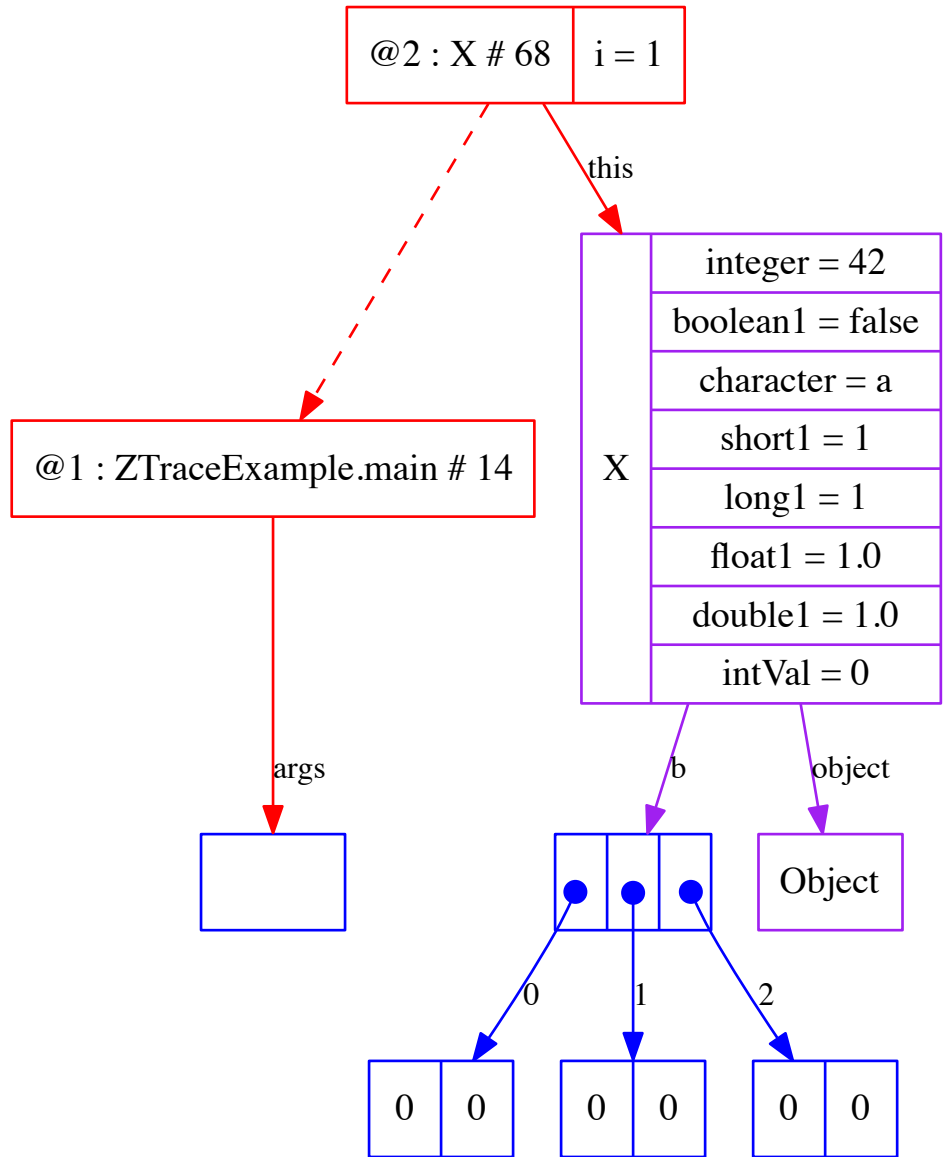 @2 : X # 68
i = 1
this
integer = 42
boolean1 = false
character = a
@1 : ZTraceExample.main # 14
X
short1 = 1
long1 = 1
float1 = 1.0
double1 = 1.0
intVal = 0
args
b
object
Object
0
1
2
0 0
0 0
0 0